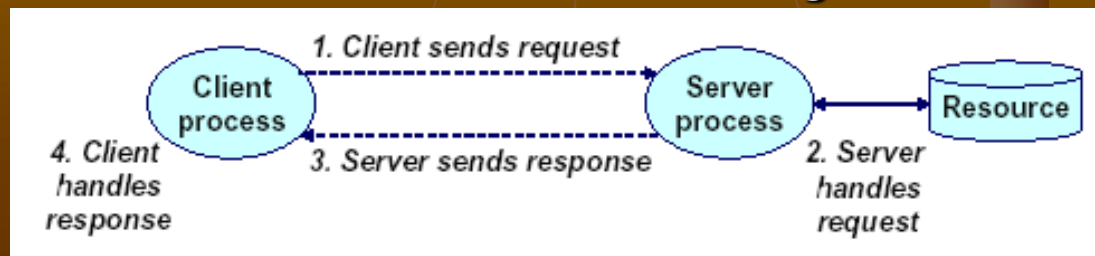 1. Client sends request
Client
process
Server
process
Resource
3. Server sends response
4. Client
handles
response
2. Server
handles
request